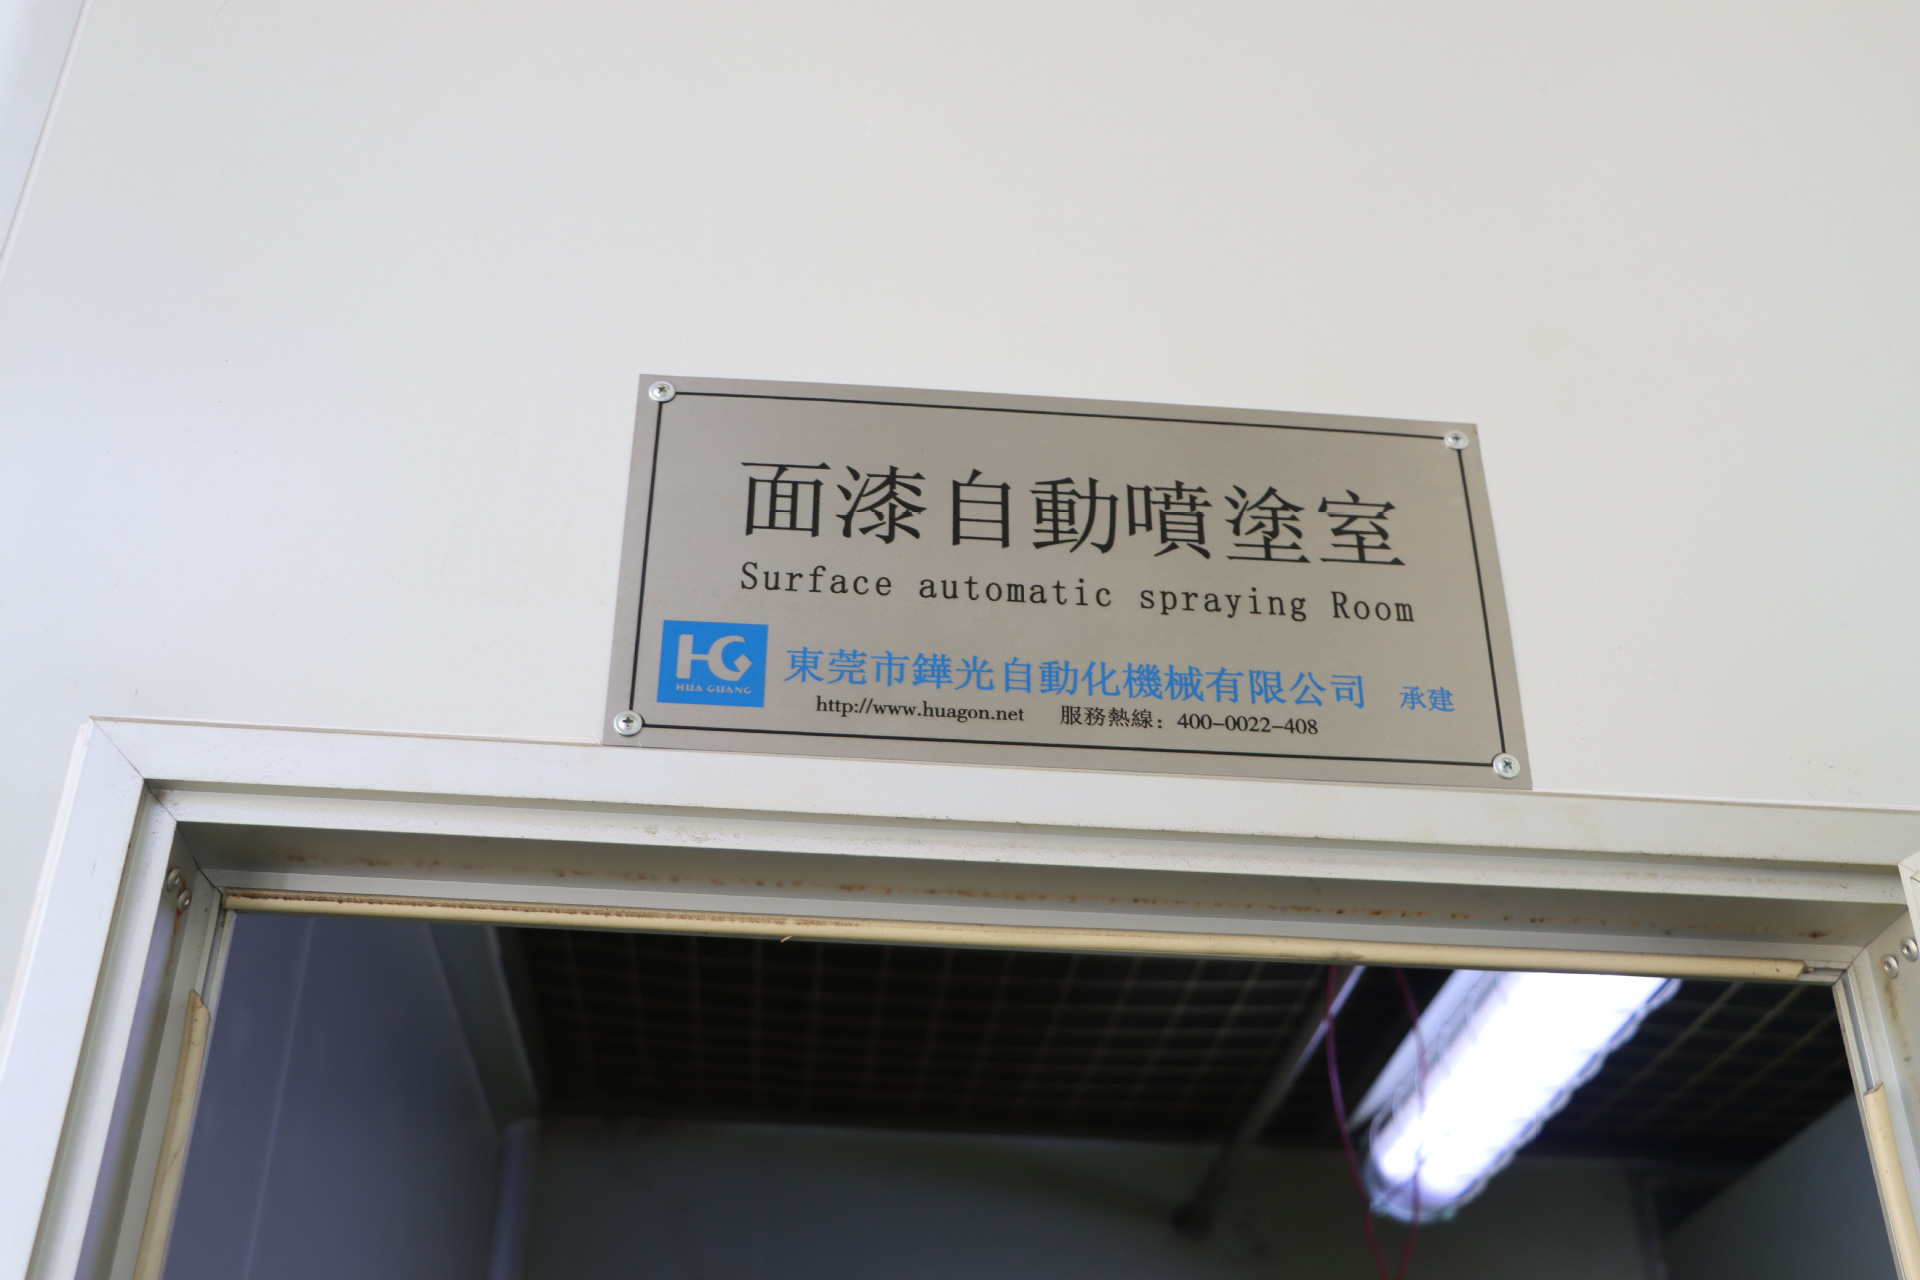 面漆自動噴塗室
Surface automatic spraying Room
HG
HUA GUANG
東莞市鏵光自動化機械有限公司 承建
http://www.huagon.net 服務熱線：400-0022-408